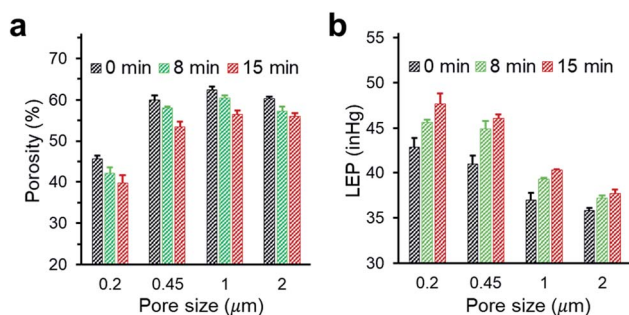 a
Porosity (%)
70
60
50
40
30
20
0 min 8 min 15 min
0.2 0.45 1 2
Pore size (μm)
b
LEP (inHg)
55
50
45
40
35
30
0 min 8 min 15 min
0.2 0.45 1 2
Pore size (μm)